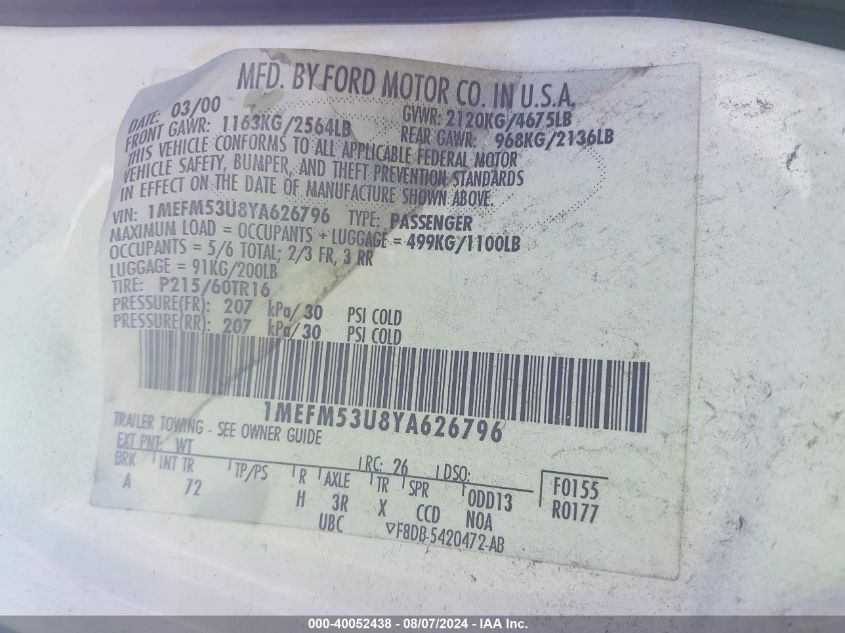 MFD. BY FORD MOTOR CO. IN U.S.A.
DATE: 03/00 GVWR: 2120KG/4675LB
FRONT GAWR: 1163KG/2564LB REAR GAWR: 968KG/2136LB
THIS VEHICLE CONFORMS TO ALL APPLICABLE FEDERAL MOTOR
VEHICLE SAFETY, BUMPER, AND THEFT PREVENTION STANDARDS
IN EFFECT ON THE DATE OF MANUFACTURE SHOWN ABOVE.
VIN: 1MEFM53U8YA626796 TYPE: PASSENGER
MAXIMUM LOAD = OCCUPANTS + LUGGAGE = 499KG/1100LB
OCCUPANTS = 5/6 TOTAL; 2/3 FR, 3 RR
LUGGAGE = 91KG/200LB
TIRE: P215/60TR16
PRESSURE(FR): 207 kPa/30 PSI COLD
PRESSURE(RR): 207 kPa/30 PSI COLD
1MEFM53U8YA626796
TRAILER TOWING - SEE OWNER GUIDE
EXT PNT: WT RC: 26 DSO:
BRK INT TR TP/PS R AXLE TR SPR ODD13 F0155
A 72 H 3R X CCD NOA R0177
UBC ▽F8DB-5420472-AB
000-40052438 - 08/07/2024 - IAA Inc.